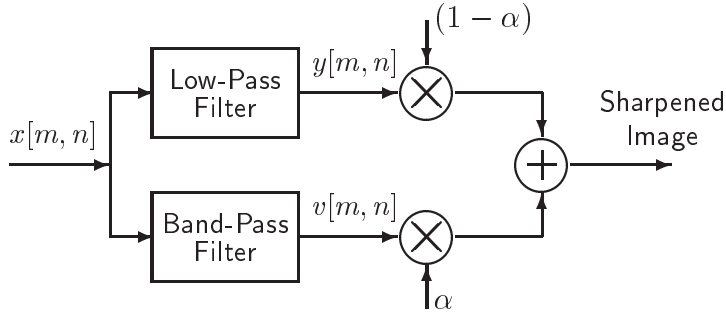 (1 − α)
Low-Pass
Filter
y[m, n]
Sharpened
Image
x[m, n]
Band-Pass
Filter
v[m, n]
α